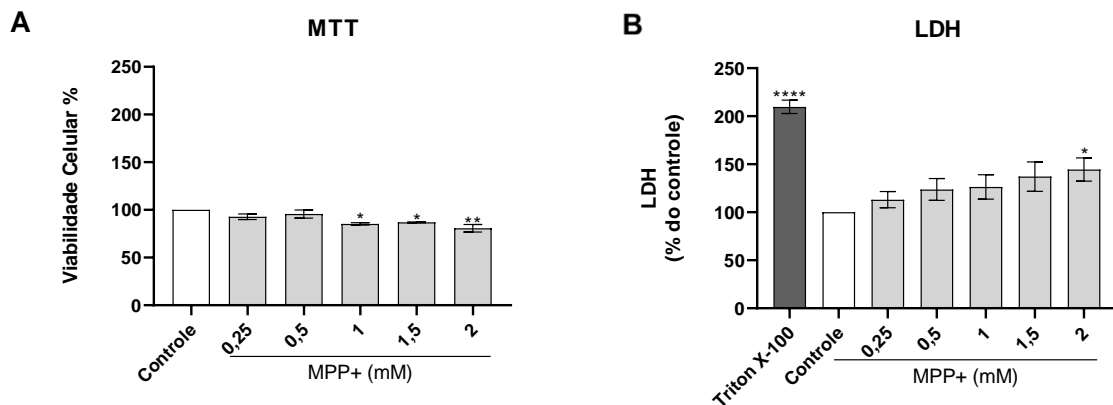 A
MTT
Viabilidade Celular %
250
200
150
100
50
0
*
*
**
Controle
0,25
0,5
1
1,5
2
MPP+ (mM)
B
LDH
LDH
(% do controle)
250
200
150
100
50
0
****
*
Triton X-100
Controle
0,25
0,5
1
1,5
2
MPP+ (mM)